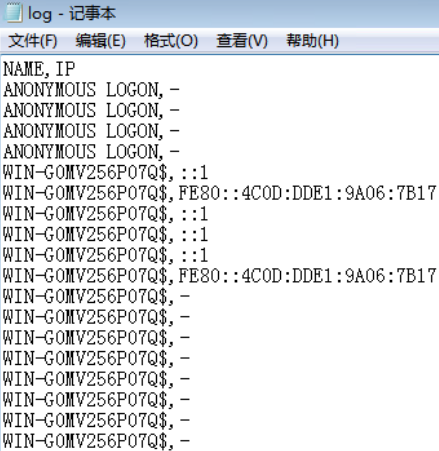 log - 记事本
文件(F) 编辑(E) 格式(O) 查看(V) 帮助(H)
NAME,IP
ANONYMOUS LOGON,-
ANONYMOUS LOGON,-
ANONYMOUS LOGON,-
ANONYMOUS LOGON,-
WIN-G0MV256P07Q$,::1
WIN-G0MV256P07Q$,FE80::4C0D:DDE1:9A06:7B17
WIN-G0MV256P07Q$,::1
WIN-G0MV256P07Q$,::1
WIN-G0MV256P07Q$,::1
WIN-G0MV256P07Q$,FE80::4C0D:DDE1:9A06:7B17
WIN-G0MV256P07Q$,-
WIN-G0MV256P07Q$,-
WIN-G0MV256P07Q$,-
WIN-G0MV256P07Q$,-
WIN-G0MV256P07Q$,-
WIN-G0MV256P07Q$,-
WIN-G0MV256P07Q$,-
WIN-G0MV256P07Q$,-